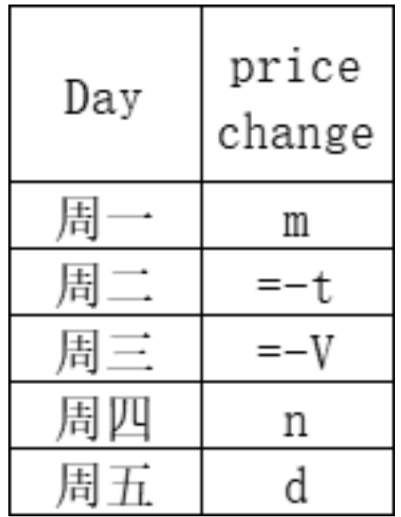 Day price
change
周一 m
周二 =-t
周三 =-V
周四 n
周五 d